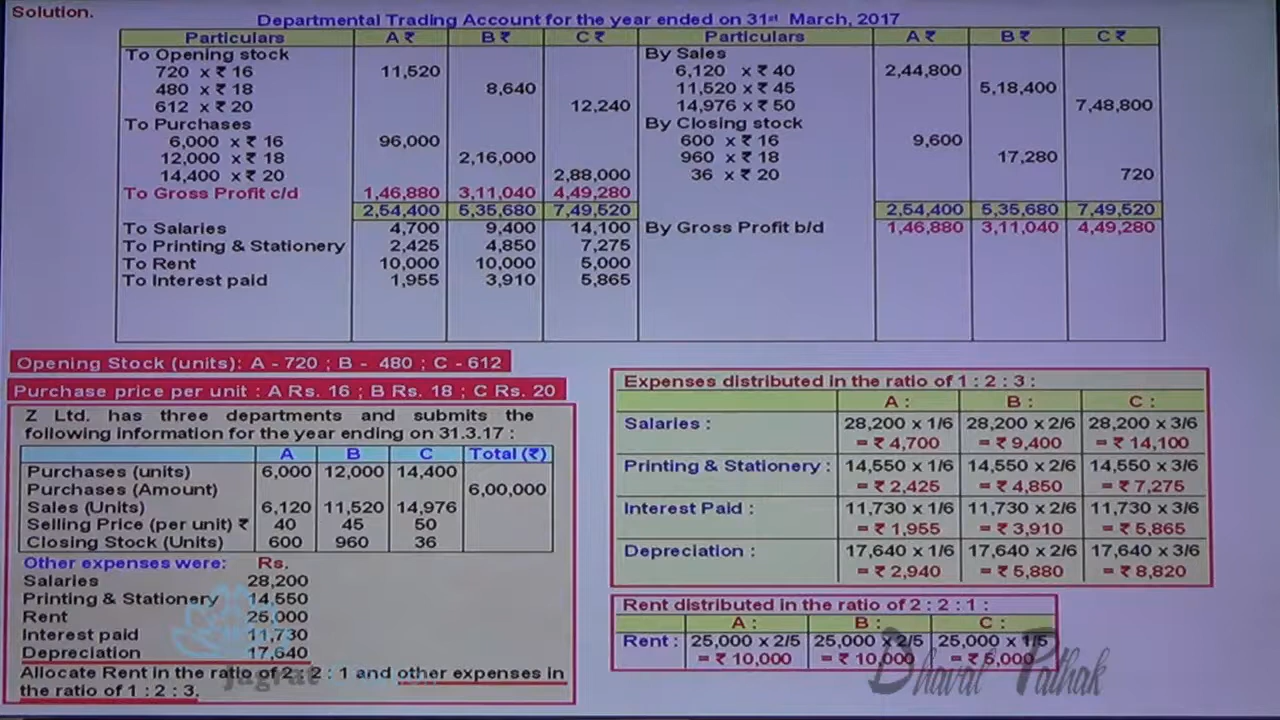 Solution.
Departmental Trading Account for the year ended on 31st March, 2017
Particulars A ₹ B ₹ C ₹ Particulars A ₹ B ₹ C ₹
To Opening stock By Sales
720 x ₹ 16 11,520 6,120 x ₹ 40 2,44,800
480 x ₹ 18 8,640 11,520 x ₹ 45 5,18,400
612 x ₹ 20 12,240 14,976 x ₹ 50 7,48,800
To Purchases By Closing stock
6,000 x ₹ 16 96,000 600 x ₹ 16 9,600
12,000 x ₹ 18 2,16,000 960 x ₹ 18 17,280
14,400 x ₹ 20 2,88,000 36 x ₹ 20 720
To Gross Profit c/d 1,46,880 3,11,040 4,49,280
2,54,400 5,35,680 7,49,520 2,54,400 5,35,680 7,49,520
To Salaries 4,700 9,400 14,100 By Gross Profit b/d 1,46,880 3,11,040 4,49,280
To Printing & Stationery 2,425 4,850 7,275
To Rent 10,000 10,000 5,000
To Interest paid 1,955 3,910 5,865
Opening Stock (units): A - 720 ; B - 480 ; C - 612
Purchase price per unit : A Rs. 16 ; B Rs. 18 ; C Rs. 20
Z Ltd. has three departments and submits the
following information for the year ending on 31.3.17 :
A B C Total (₹)
Purchases (units) 6,000 12,000 14,400
Purchases (Amount) 6,00,000
Sales (Units) 6,120 11,520 14,976
Selling Price (per unit) ₹ 40 45 50
Closing Stock (Units) 600 960 36
Other expenses were: Rs.
Salaries 28,200
Printing & Stationery 14,550
Rent 25,000
Interest paid 11,730
Depreciation 17,640
Allocate Rent in the ratio of 2 : 2 : 1 and other expenses in
the ratio of 1 : 2 : 3.
Expenses distributed in the ratio of 1 : 2 : 3 :
A : B : C :
Salaries : 28,200 x 1/6 28,200 x 2/6 28,200 x 3/6
= ₹ 4,700 = ₹ 9,400 = ₹ 14,100
Printing & Stationery : 14,550 x 1/6 14,550 x 2/6 14,550 x 3/6
= ₹ 2,425 = ₹ 4,850 = ₹ 7,275
Interest Paid : 11,730 x 1/6 11,730 x 2/6 11,730 x 3/6
= ₹ 1,955 = ₹ 3,910 = ₹ 5,865
Depreciation : 17,640 x 1/6 17,640 x 2/6 17,640 x 3/6
= ₹ 2,940 = ₹ 5,880 = ₹ 8,820
Rent distributed in the ratio of 2 : 2 : 1 :
A : B : C :
Rent : 25,000 x 2/5 25,000 x 2/5 25,000 x 1/5
= ₹ 10,000 = ₹ 10,000 = ₹ 5,000
Dhaval Pathak